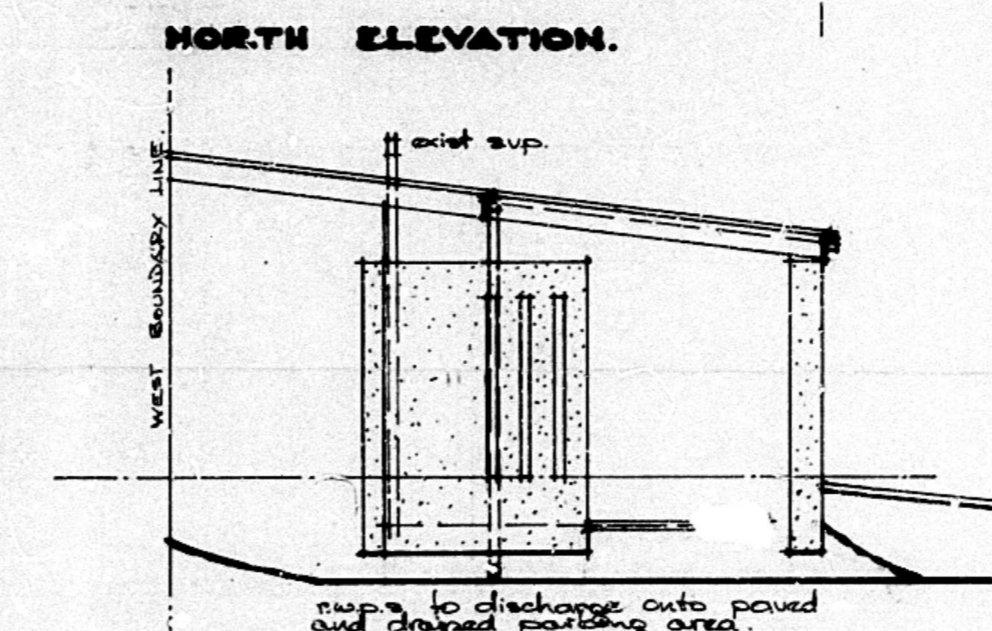 NORTH ELEVATION.
exist svp.
WEST BOUNDARY LINE.
r.w.p.s. to discharge onto paved
and drained parking area.